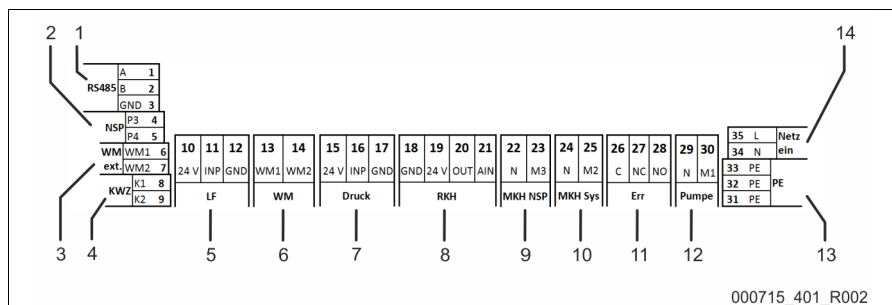 2 1 14
A 1
RS485 B 2
GND 3
NSP P3 4
P4 5
WM ext. WM1 6
WM2 7
KWZ K1 8
K2 9
10 11 12 13 14 15 16 17 18 19 20 21 22 23 24 25 26 27 28 29 30
24 V INP GND WM1 WM2 24 V INP GND GND 24 V OUT AIN N M3 N M2 C NC NO N M1
LF WM Druck RKH MKH NSP MKH Sys Err Pumpe
35 L Netz
34 N ein
33 PE
32 PE PE
31 PE
3 4 5 6 7 8 9 10 11 12 13
000715_401_R002